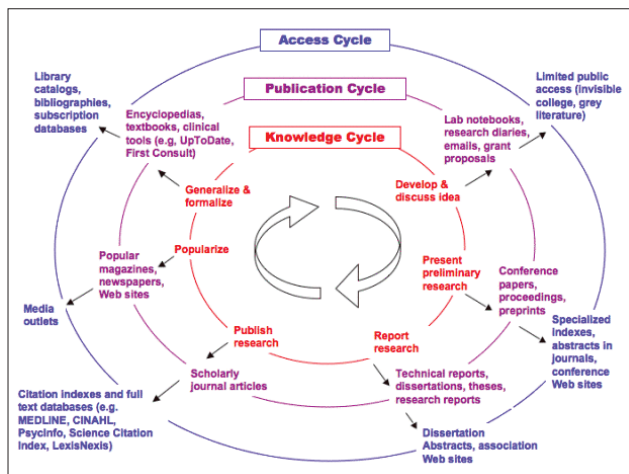 Access Cycle
Publication Cycle
Knowledge Cycle
Library
catalogs,
bibliographies,
subscription
databases
Encyclopedias,
textbooks, clinical
tools (e.g, UpToDate,
First Consult)
Generalize &
formalize
Limited public
access (invisible
college, grey
literature)
Lab notebooks,
research diaries,
emails, grant
proposals
Develop &
discuss idea
Popularize
Popular
magazines,
newspapers,
Web sites
Media
outlets
Present
preliminary
research
Conference
papers,
proceedings,
preprints
Specialized
indexes,
abstracts in
journals,
conference
Web sites
Publish
research
Scholarly
journal articles
Citation indexes and full
text databases (e.g.
MEDLINE, CINAHL,
PsycInfo, Science Citation
Index, LexisNexis)
Report
research
Technical reports,
dissertations, theses,
research reports
Dissertation
Abstracts, association
Web sites